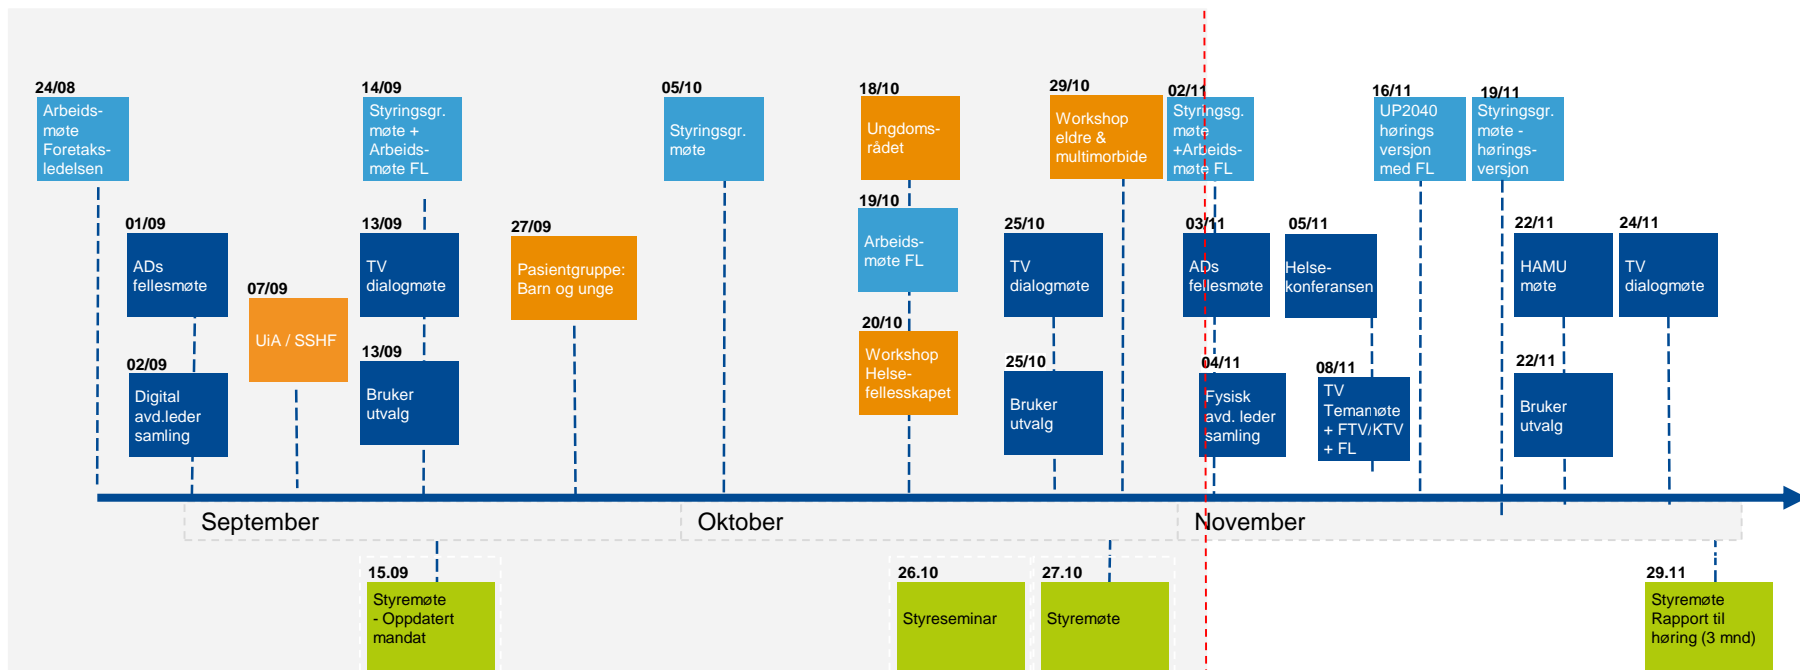 24/08
Arbeids-
møte
Foretaks-
ledelsen
14/09
Styringsgr.
møte +
Arbeids-
møte FL
05/10
Styringsgr.
møte
18/10
Ungdoms-
rådet
29/10
Workshop
eldre &
multimorbide
02/11
Styringsg.
møte
+Arbeids-
møte FL
16/11
UP2040
hørings
versjon
med FL
19/11
Styringsgr.
møte -
hørings-
versjon
01/09
ADs
fellesmøte
07/09
UiA / SSHF
13/09
TV
dialogmøte
27/09
Pasientgruppe:
Barn og unge
19/10
Arbeids-
møte FL
25/10
TV
dialogmøte
03/11
ADs
fellesmøte
05/11
Helse-
konferansen
22/11
HAMU
møte
24/11
TV
dialogmøte
02/09
Digital
avd.leder
samling
13/09
Bruker
utvalg
20/10
Workshop
Helse-
fellesskapet
25/10
Bruker
utvalg
04/11
Fysisk
avd. leder
samling
08/11
TV
Temamøte
+ FTV/KTV
+ FL
22/11
Bruker
utvalg
September
Oktober
November
15.09
Styremøte
- Oppdatert
mandat
26.10
Styreseminar
27.10
Styremøte
29.11
Styremøte
Rapport til
høring (3 mnd)